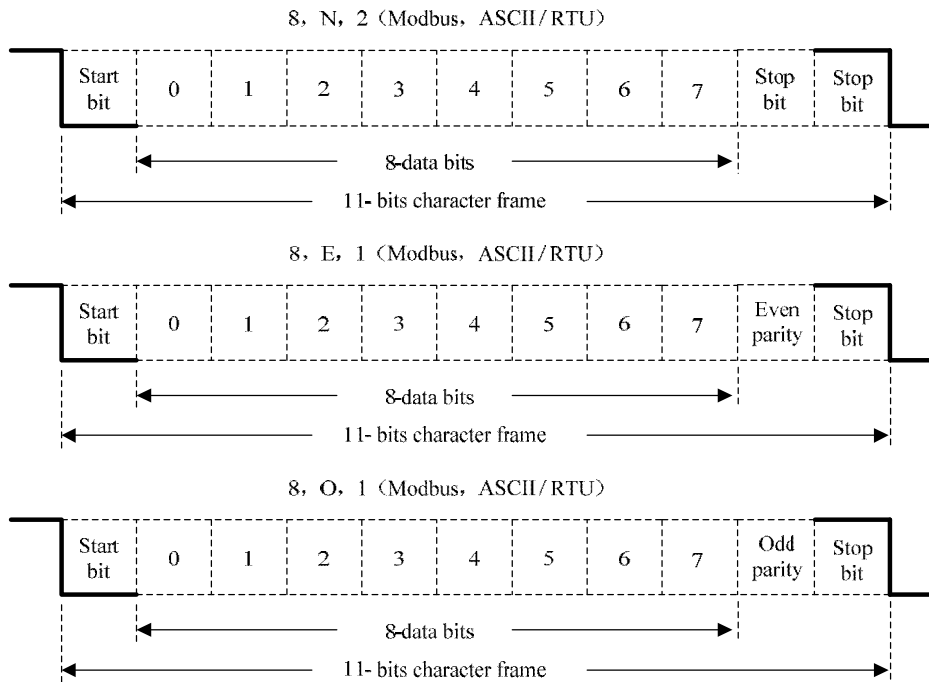 8, N, 2 (Modbus, ASCII/RTU)
Start bit 0 1 2 3 4 5 6 7 Stop bit Stop bit
8-data bits
11- bits character frame
8, E, 1 (Modbus, ASCII/RTU)
Start bit 0 1 2 3 4 5 6 7 Even parity Stop bit
8-data bits
11- bits character frame
8, O, 1 (Modbus, ASCII/RTU)
Start bit 0 1 2 3 4 5 6 7 Odd parity Stop bit
8-data bits
11- bits character frame